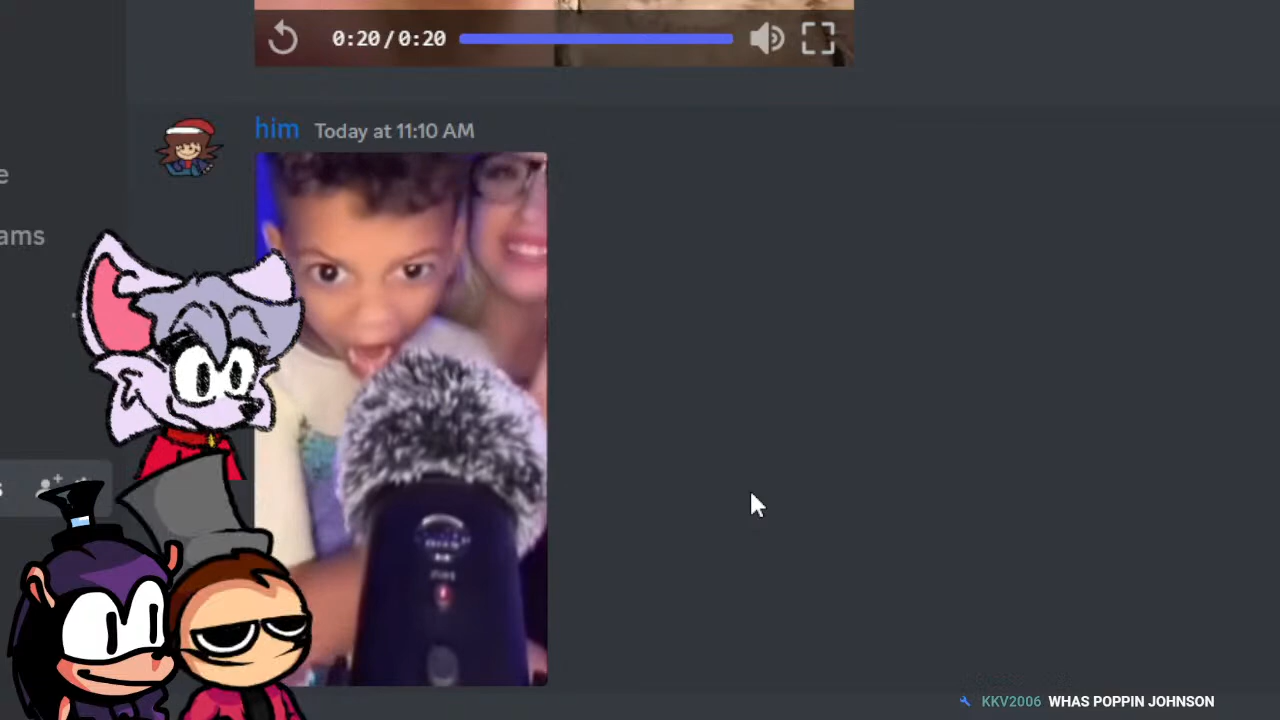 0:20/0:20
him Today at 11:10 AM
e
ams
s
KKV2006 WHAS POPPIN JOHNSON